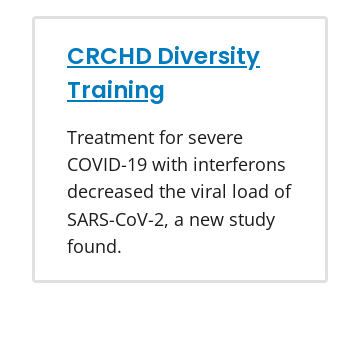 CRCHD Diversity
Training
Treatment for severe
COVID-19 with interferons
decreased the viral load of
SARS-CoV-2, a new study
found.